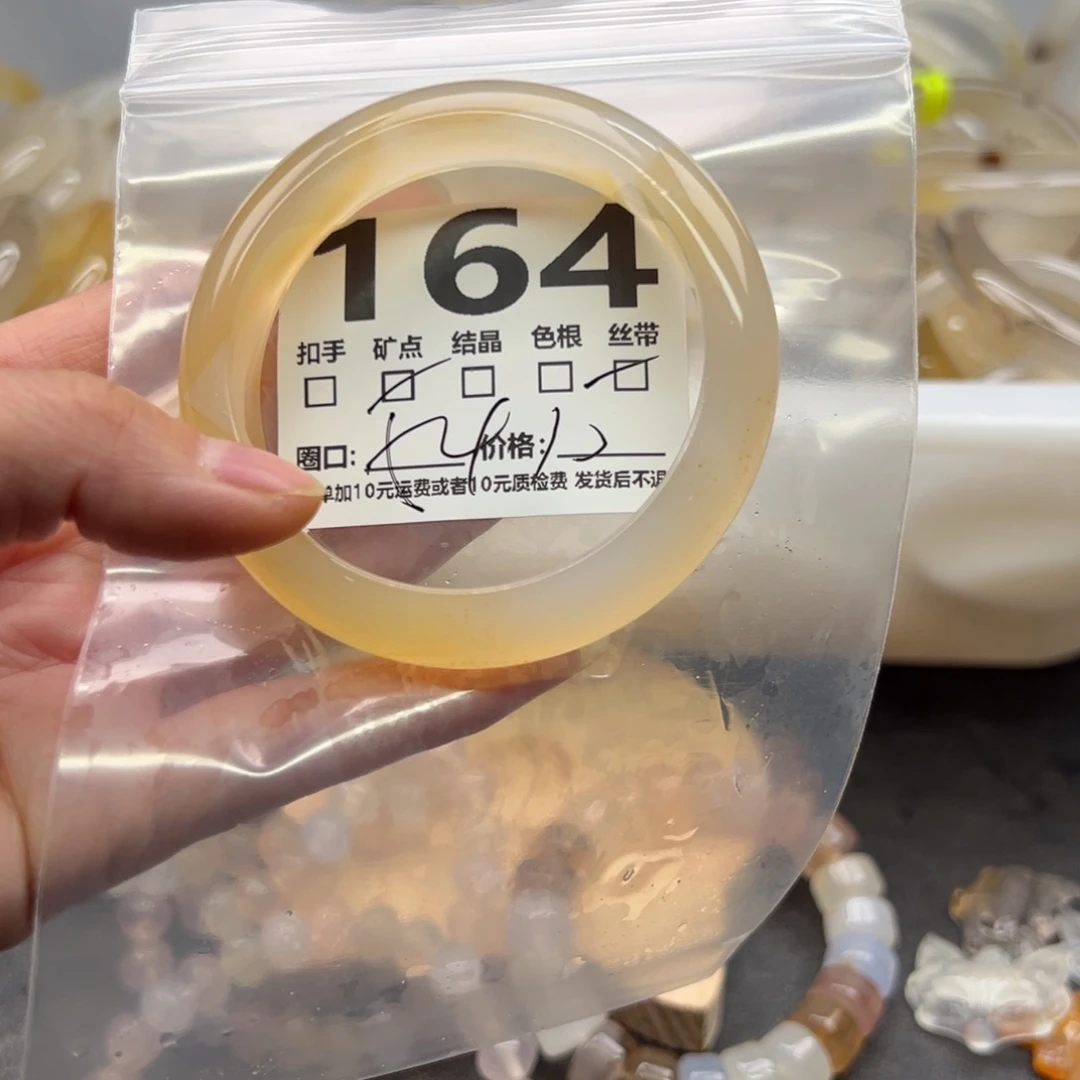 164
扣手 矿点 结晶 色根 丝带
圈口: 价格:
单加10元运费或者10元质检费 发货后不退